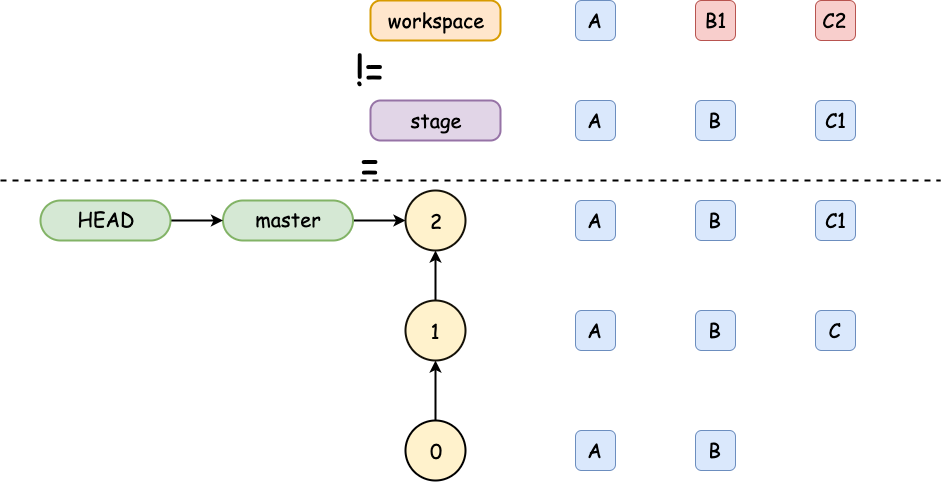 workspace A B1 C2
!=
stage A B C1
=
HEAD master 2 A B C1
1 A B C
0 A B